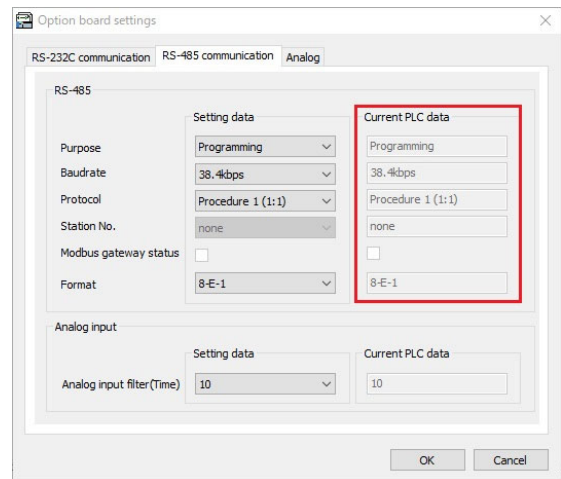 Option board settings
RS-232C communication RS-485 communication Analog
RS-485
Setting data Current PLC data
Purpose Programming Programming
Baudrate 38.4kbps 38.4kbps
Protocol Procedure 1 (1:1) Procedure 1 (1:1)
Station No. none none
Modbus gateway status
Format 8-E-1 8-E-1
Analog input
Setting data Current PLC data
Analog input filter(Time) 10 10
OK Cancel